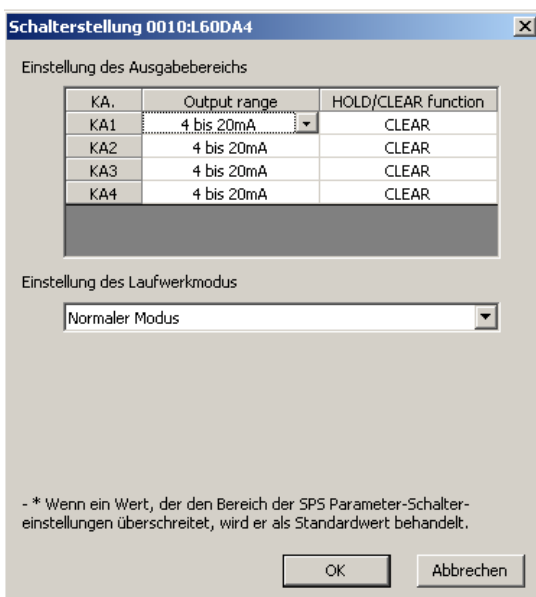 Schalterstellung 0010:L60DA4
Einstellung des Ausgabebereichs
KA. Output range HOLD/CLEAR function
KA1 4 bis 20mA CLEAR
KA2 4 bis 20mA CLEAR
KA3 4 bis 20mA CLEAR
KA4 4 bis 20mA CLEAR
Einstellung des Laufwerkmodus
Normaler Modus
- * Wenn ein Wert, der den Bereich der SPS Parameter-Schalter-
einstellungen überschreitet, wird er als Standardwert behandelt.
OK Abbrechen